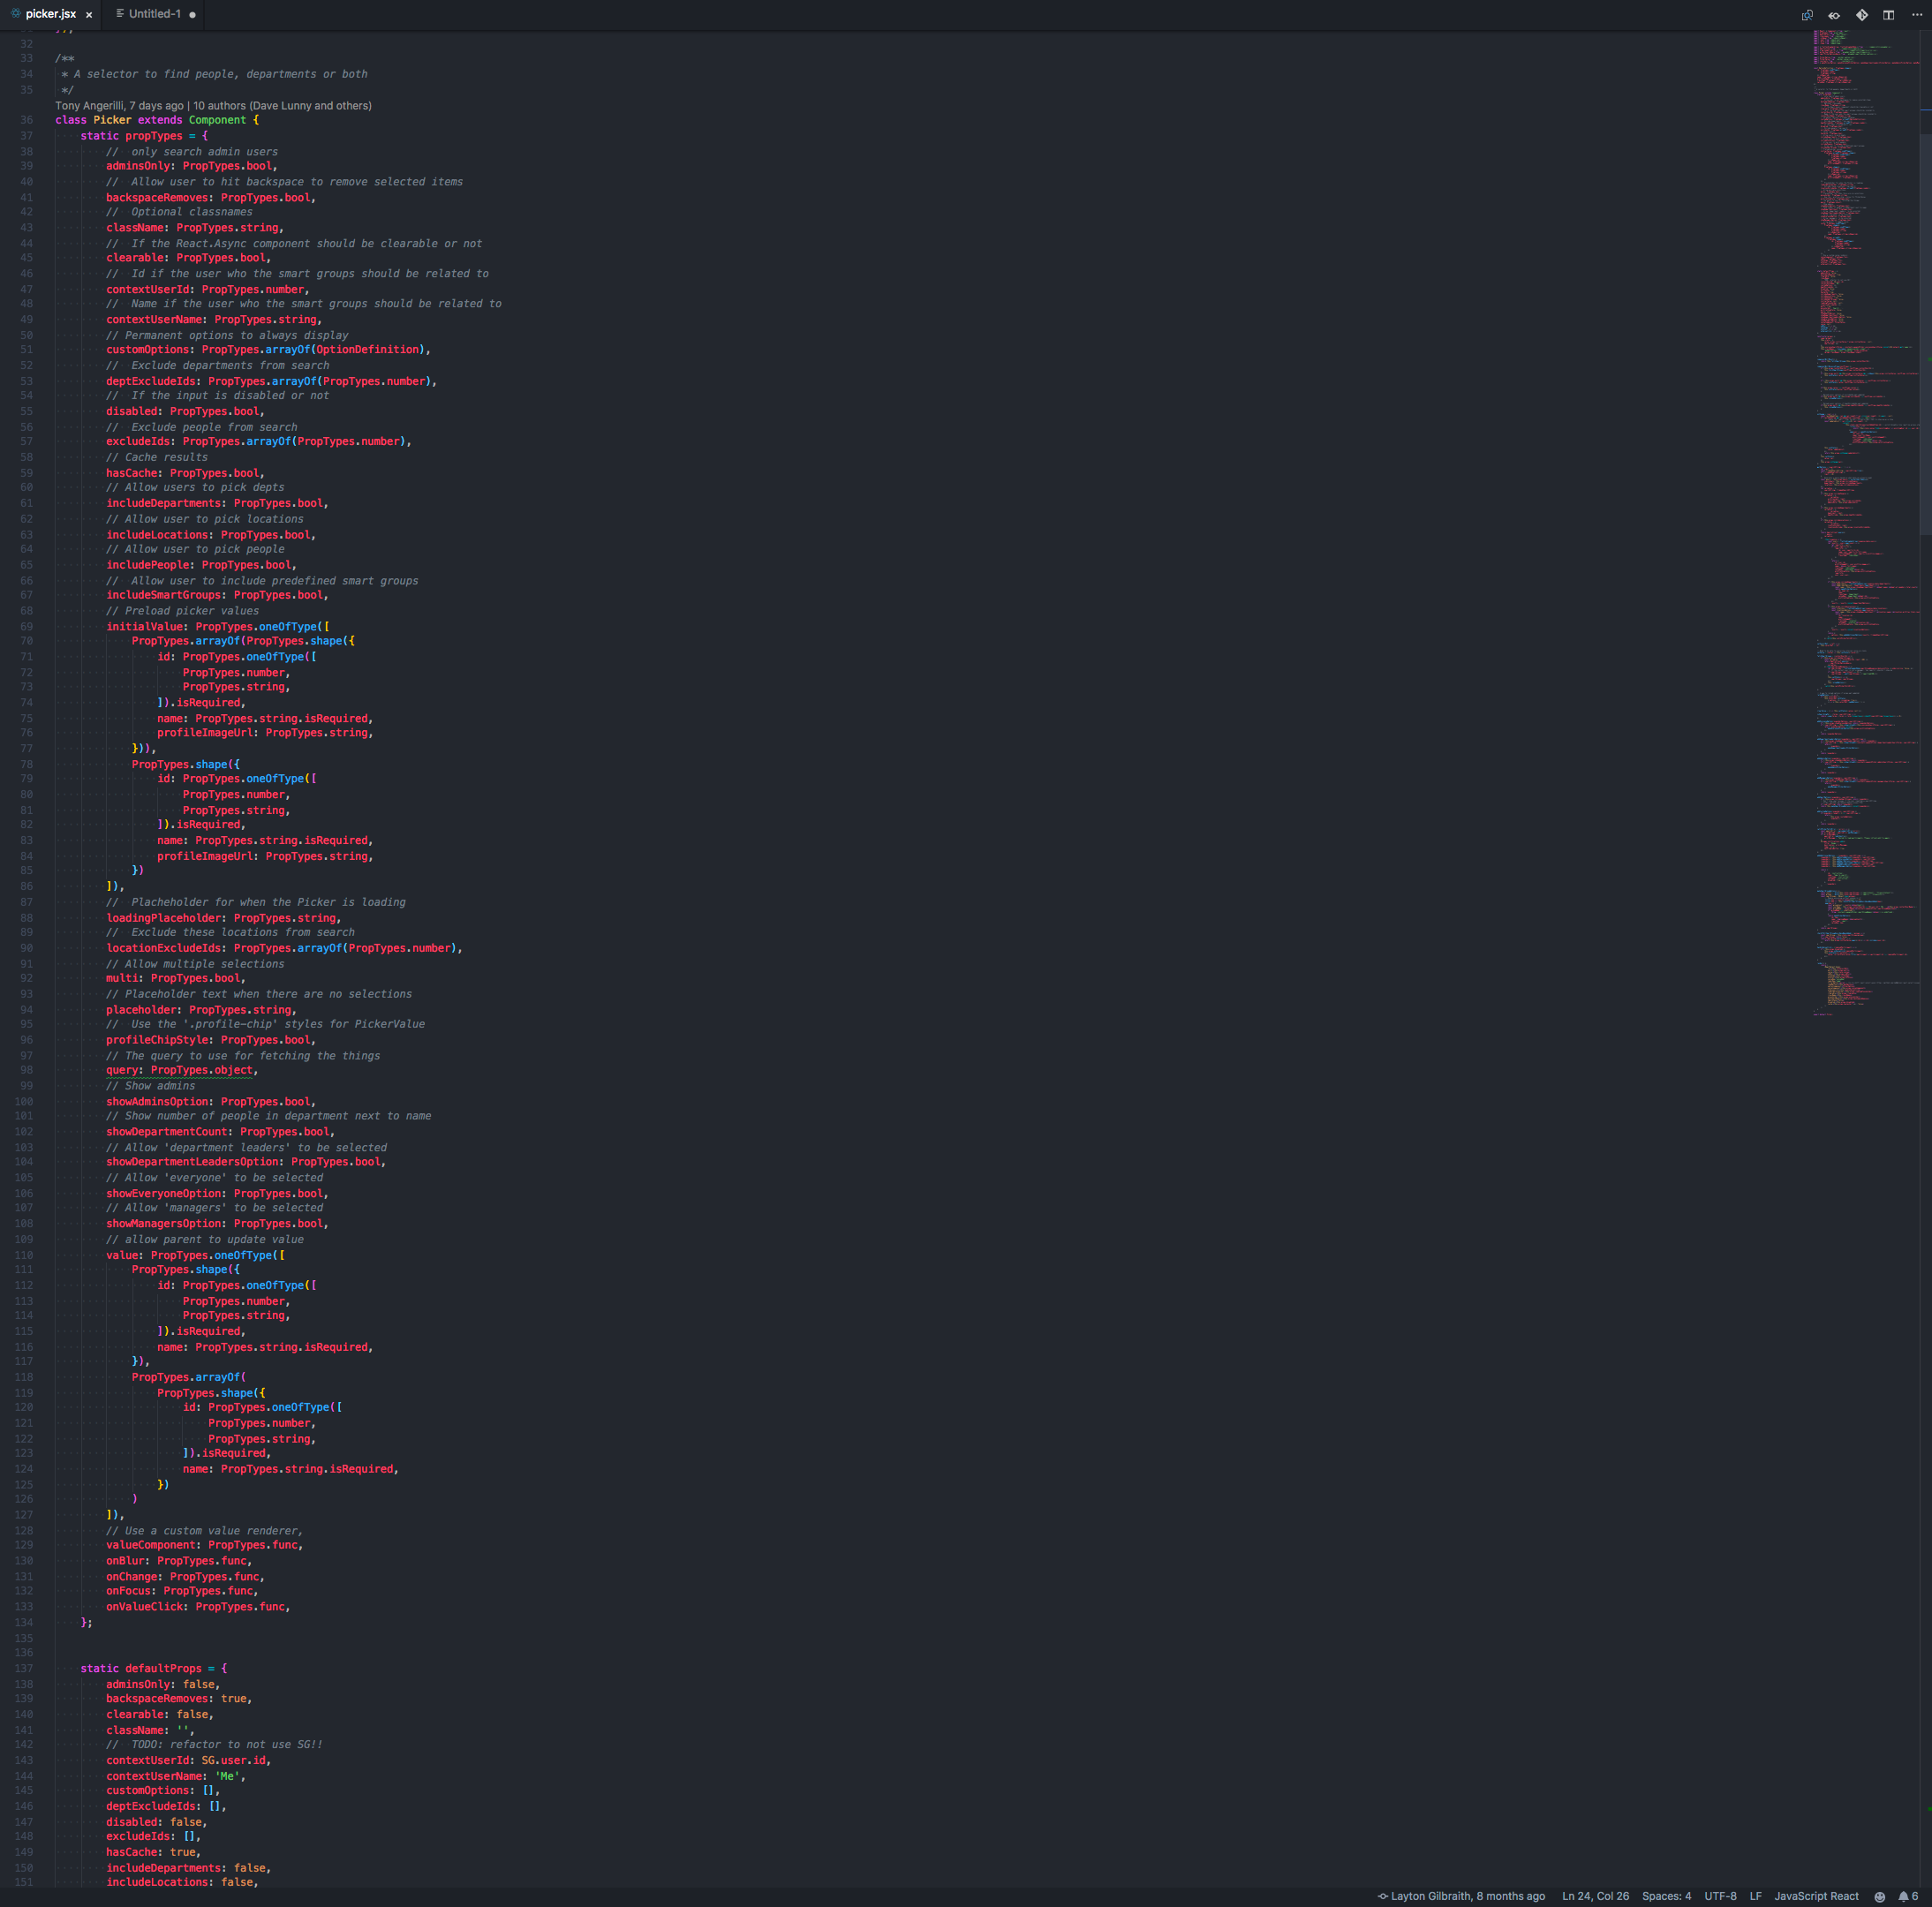 picker.jsx × Untitled-1 ●
32
33 /**
34 * A selector to find people, departments or both
35 */
Tony Angerilli, 7 days ago | 10 authors (Dave Lunny and others)
36 class Picker extends Component {
37 static propTypes = {
38 // only search admin users
39 adminsOnly: PropTypes.bool,
40 // Allow user to hit backspace to remove selected items
41 backspaceRemoves: PropTypes.bool,
42 // Optional classnames
43 className: PropTypes.string,
44 // If the React.Async component should be clearable or not
45 clearable: PropTypes.bool,
46 // Id if the user who the smart groups should be related to
47 contextUserId: PropTypes.number,
48 // Name if the user who the smart groups should be related to
49 contextUserName: PropTypes.string,
50 // Permanent options to always display
51 customOptions: PropTypes.arrayOf(OptionDefinition),
52 // Exclude departments from search
53 deptExcludeIds: PropTypes.arrayOf(PropTypes.number),
54 // If the input is disabled or not
55 disabled: PropTypes.bool,
56 // Exclude people from search
57 excludeIds: PropTypes.arrayOf(PropTypes.number),
58 // Cache results
59 hasCache: PropTypes.bool,
60 // Allow users to pick depts
61 includeDepartments: PropTypes.bool,
62 // Allow user to pick locations
63 includeLocations: PropTypes.bool,
64 // Allow user to pick people
65 includePeople: PropTypes.bool,
66 // Allow user to include predefined smart groups
67 includeSmartGroups: PropTypes.bool,
68 // Preload picker values
69 initialValue: PropTypes.oneOfType([
70 PropTypes.arrayOf(PropTypes.shape({
71 id: PropTypes.oneOfType([
72 PropTypes.number,
73 PropTypes.string,
74 ]).isRequired,
75 name: PropTypes.string.isRequired,
76 profileImageUrl: PropTypes.string,
77 })),
78 PropTypes.shape({
79 id: PropTypes.oneOfType([
80 PropTypes.number,
81 PropTypes.string,
82 ]).isRequired,
83 name: PropTypes.string.isRequired,
84 profileImageUrl: PropTypes.string,
85 })
86 ]),
87 // Placheholder for when the Picker is loading
88 loadingPlaceholder: PropTypes.string,
89 // Exclude these locations from search
90 locationExcludeIds: PropTypes.arrayOf(PropTypes.number),
91 // Allow multiple selections
92 multi: PropTypes.bool,
93 // Placeholder text when there are no selections
94 placeholder: PropTypes.string,
95 // Use the '.profile-chip' styles for PickerValue
96 profileChipStyle: PropTypes.bool,
97 // The query to use for fetching the things
98 query: PropTypes.object,
99 // Show admins
100 showAdminsOption: PropTypes.bool,
101 // Show number of people in department next to name
102 showDepartmentCount: PropTypes.bool,
103 // Allow 'department leaders' to be selected
104 showDepartmentLeadersOption: PropTypes.bool,
105 // Allow 'everyone' to be selected
106 showEveryoneOption: PropTypes.bool,
107 // Allow 'managers' to be selected
108 showManagersOption: PropTypes.bool,
109 // allow parent to update value
110 value: PropTypes.oneOfType([
111 PropTypes.shape({
112 id: PropTypes.oneOfType([
113 PropTypes.number,
114 PropTypes.string,
115 ]).isRequired,
116 name: PropTypes.string.isRequired,
117 }),
118 PropTypes.arrayOf(
119 PropTypes.shape({
120 id: PropTypes.oneOfType([
121 PropTypes.number,
122 PropTypes.string,
123 ]).isRequired,
124 name: PropTypes.string.isRequired,
125 })
126 )
127 ]),
128 // Use a custom value renderer,
129 valueComponent: PropTypes.func,
130 onBlur: PropTypes.func,
131 onChange: PropTypes.func,
132 onFocus: PropTypes.func,
133 onValueClick: PropTypes.func,
134 };
135
136
137 static defaultProps = {
138 adminsOnly: false,
139 backspaceRemoves: true,
140 clearable: false,
141 className: '',
142 // TODO: refactor to not use SG!!
143 contextUserId: SG.user.id,
144 contextUserName: 'Me',
145 customOptions: [],
146 deptExcludeIds: [],
147 disabled: false,
148 excludeIds: [],
149 hasCache: true,
150 includeDepartments: false,
151 includeLocations: false,
Layton Gilbraith, 8 months ago Ln 24, Col 26 Spaces: 4 UTF-8 LF JavaScript React 6